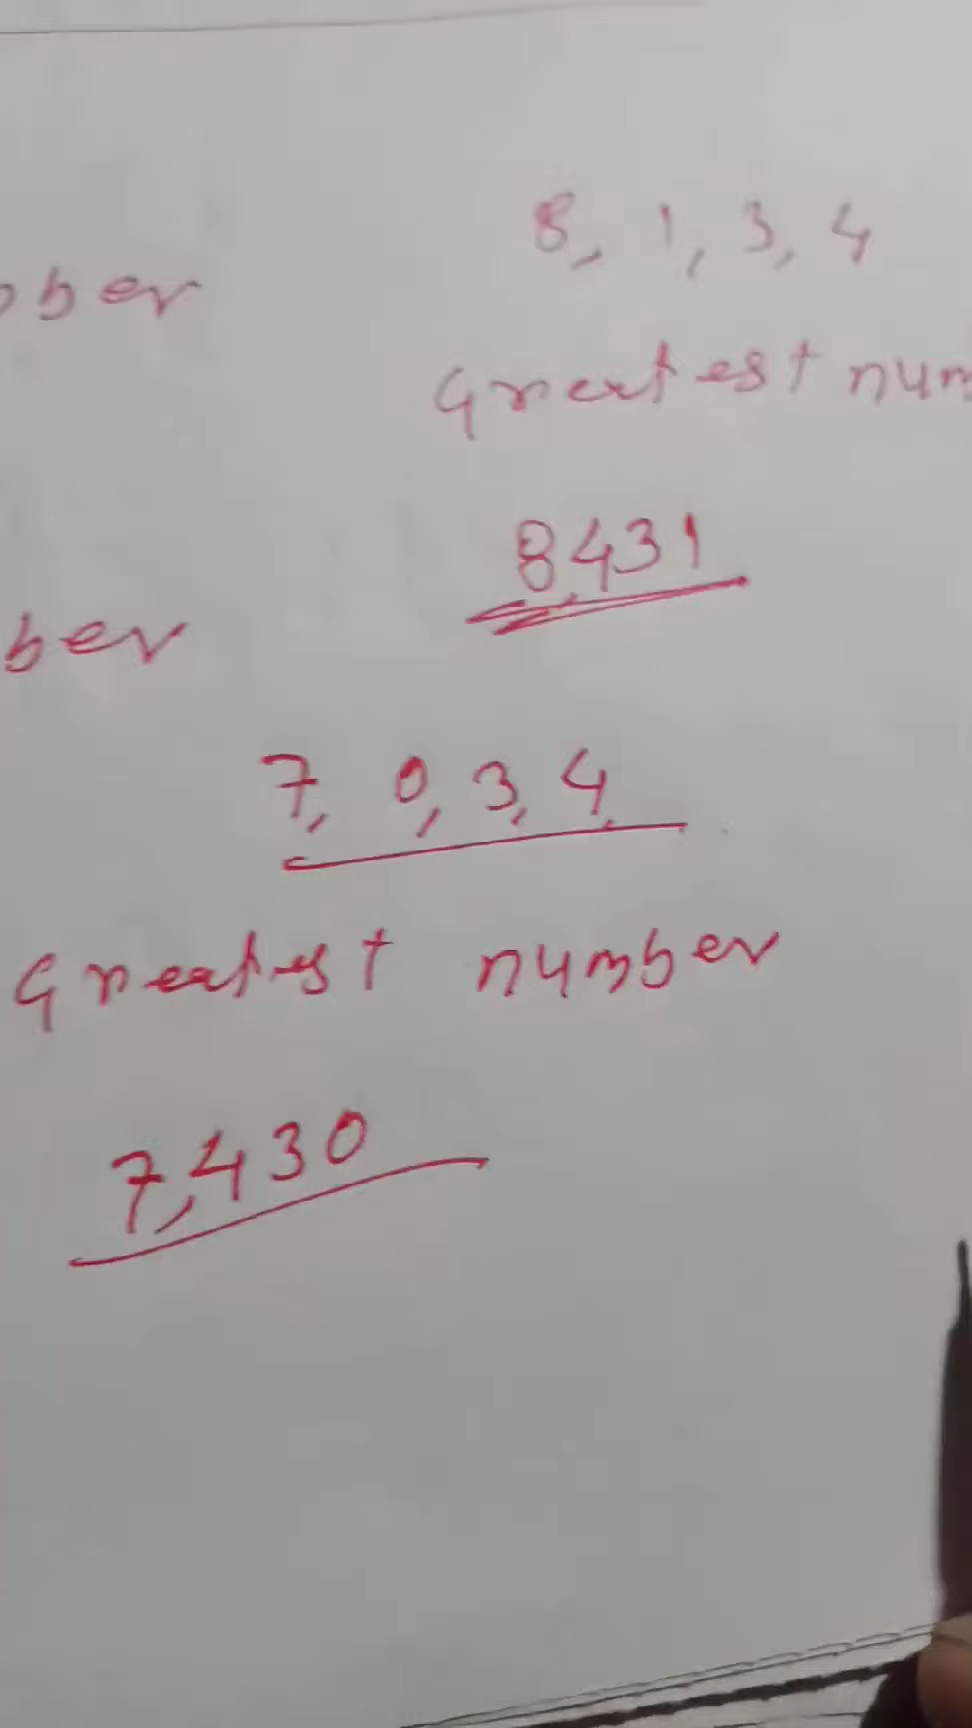 8, 1, 3, 4
ber
Greatest num
8,431
ber
7, 0, 3, 4,
Greatest number
7,430